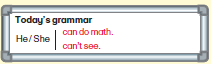 Today's grammar
He/She can do math.
can't see.